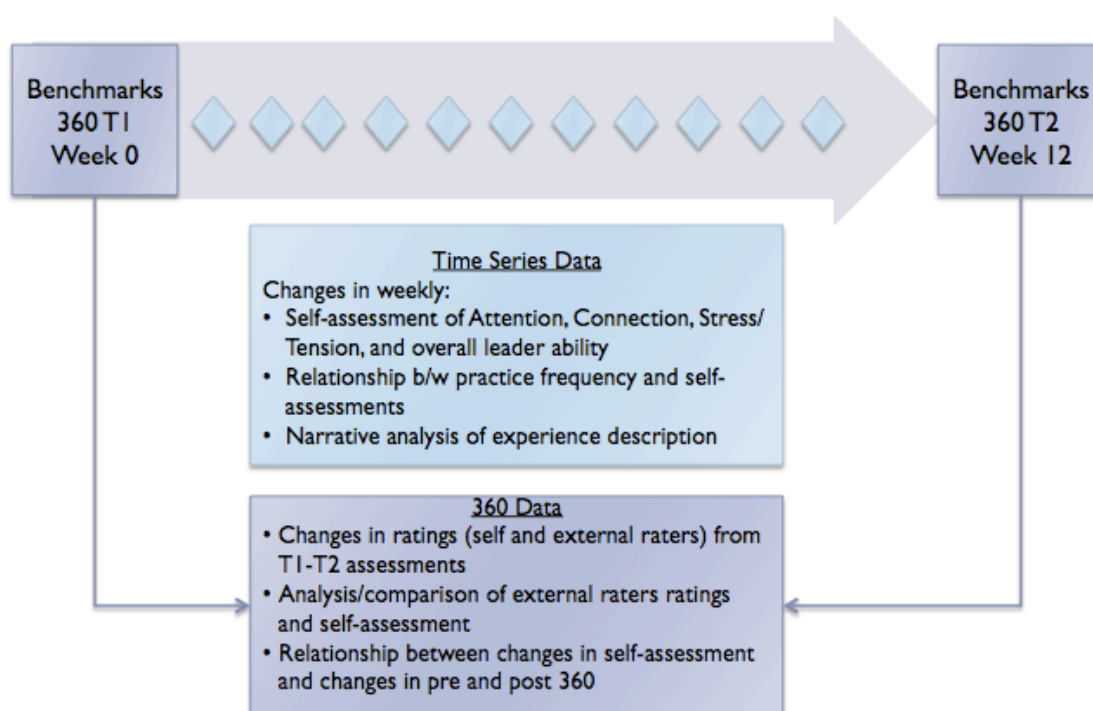 Benchmarks
360 T1
Week 0
Benchmarks
360 T2
Week 12
Time Series Data
Changes in weekly:
• Self-assessment of Attention, Connection, Stress/
Tension, and overall leader ability
• Relationship b/w practice frequency and self-
assessments
• Narrative analysis of experience description
360 Data
• Changes in ratings (self and external raters) from
T1-T2 assessments
• Analysis/comparison of external raters ratings
and self-assessment
• Relationship between changes in self-assessment
and changes in pre and post 360